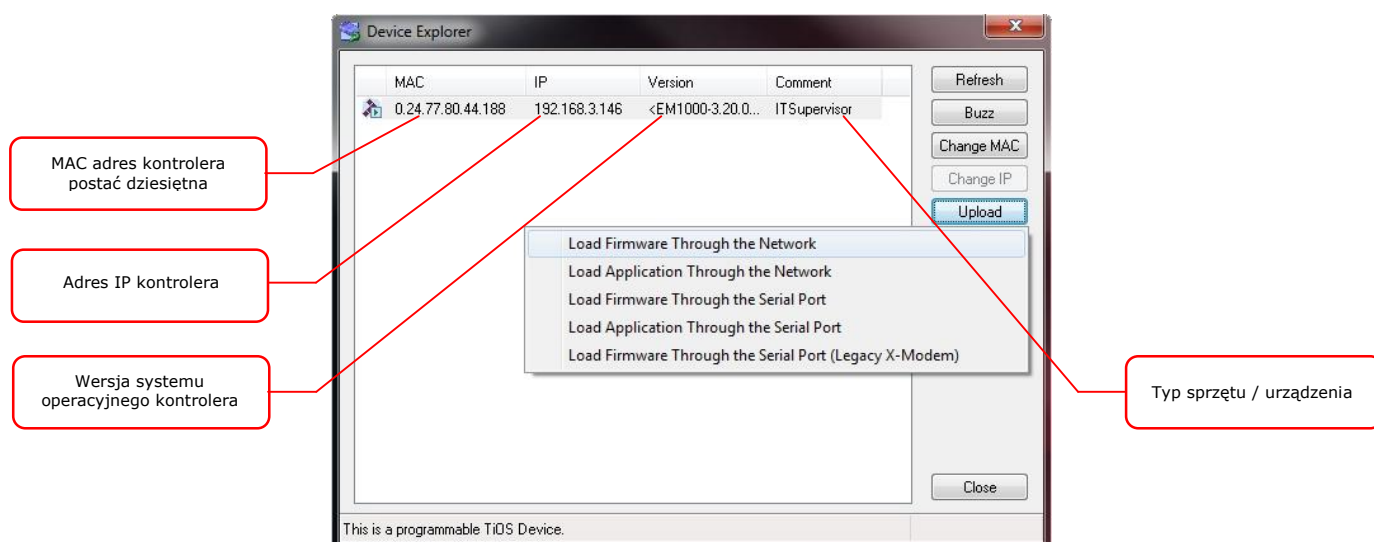 Device Explorer
MAC IP Version Comment
0.24.77.80.44.188 192.168.3.146 <EM1000-3.20.0... ITSupervisor
Refresh
Buzz
Change MAC
Change IP
Upload
Load Firmware Through the Network
Load Application Through the Network
Load Firmware Through the Serial Port
Load Application Through the Serial Port
Load Firmware Through the Serial Port (Legacy X-Modem)
Close
This is a programmable TiOS Device.
MAC adres kontrolera
postać dziesiętna
Adres IP kontrolera
Wersja systemu
operacyjnego kontrolera
Typ sprzętu / urządzenia